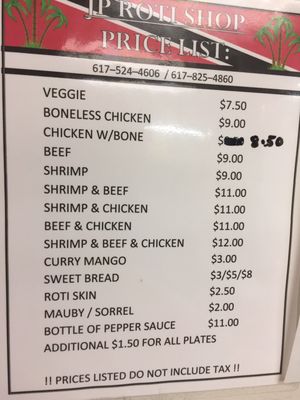 JP ROTI SHOP
PRICE LIST:
617-524-4606 / 617-825-4860
VEGGIE $7.50
BONELESS CHICKEN $9.00
CHICKEN W/BONE $ 8.50
BEEF $9.00
SHRIMP $9.00
SHRIMP & BEEF $11.00
SHRIMP & CHICKEN $11.00
BEEF & CHICKEN $11.00
SHRIMP & BEEF & CHICKEN $12.00
CURRY MANGO $3.00
SWEET BREAD $3/$5/$8
ROTI SKIN $2.50
MAUBY / SORREL $2.00
BOTTLE OF PEPPER SAUCE $11.00
ADDITIONAL $1.50 FOR ALL PLATES
!! PRICES LISTED DO NOT INCLUDE TAX !!